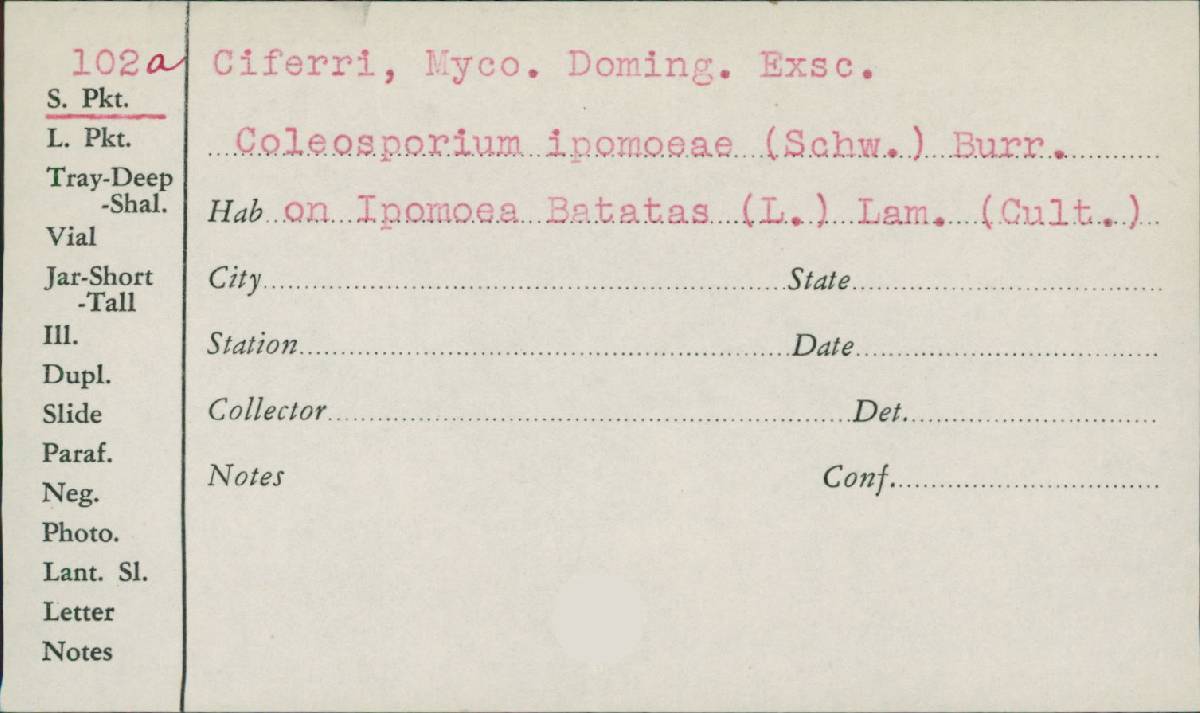 102a Ciferri, Myco. Doming. Exsc.
S. Pkt.
L. Pkt.
Tray-Deep
-Shal.
Vial
Jar-Short
-Tall
Ill.
Dupl.
Slide
Paraf.
Neg.
Photo.
Lant. Sl.
Letter
Notes
Coleosporium ipomoeae (Schw.) Burr.
Hab on Ipomoea Batatas (L.) Lam. (Cult.)
City State
Station Date
Collector Det.
Notes Conf.